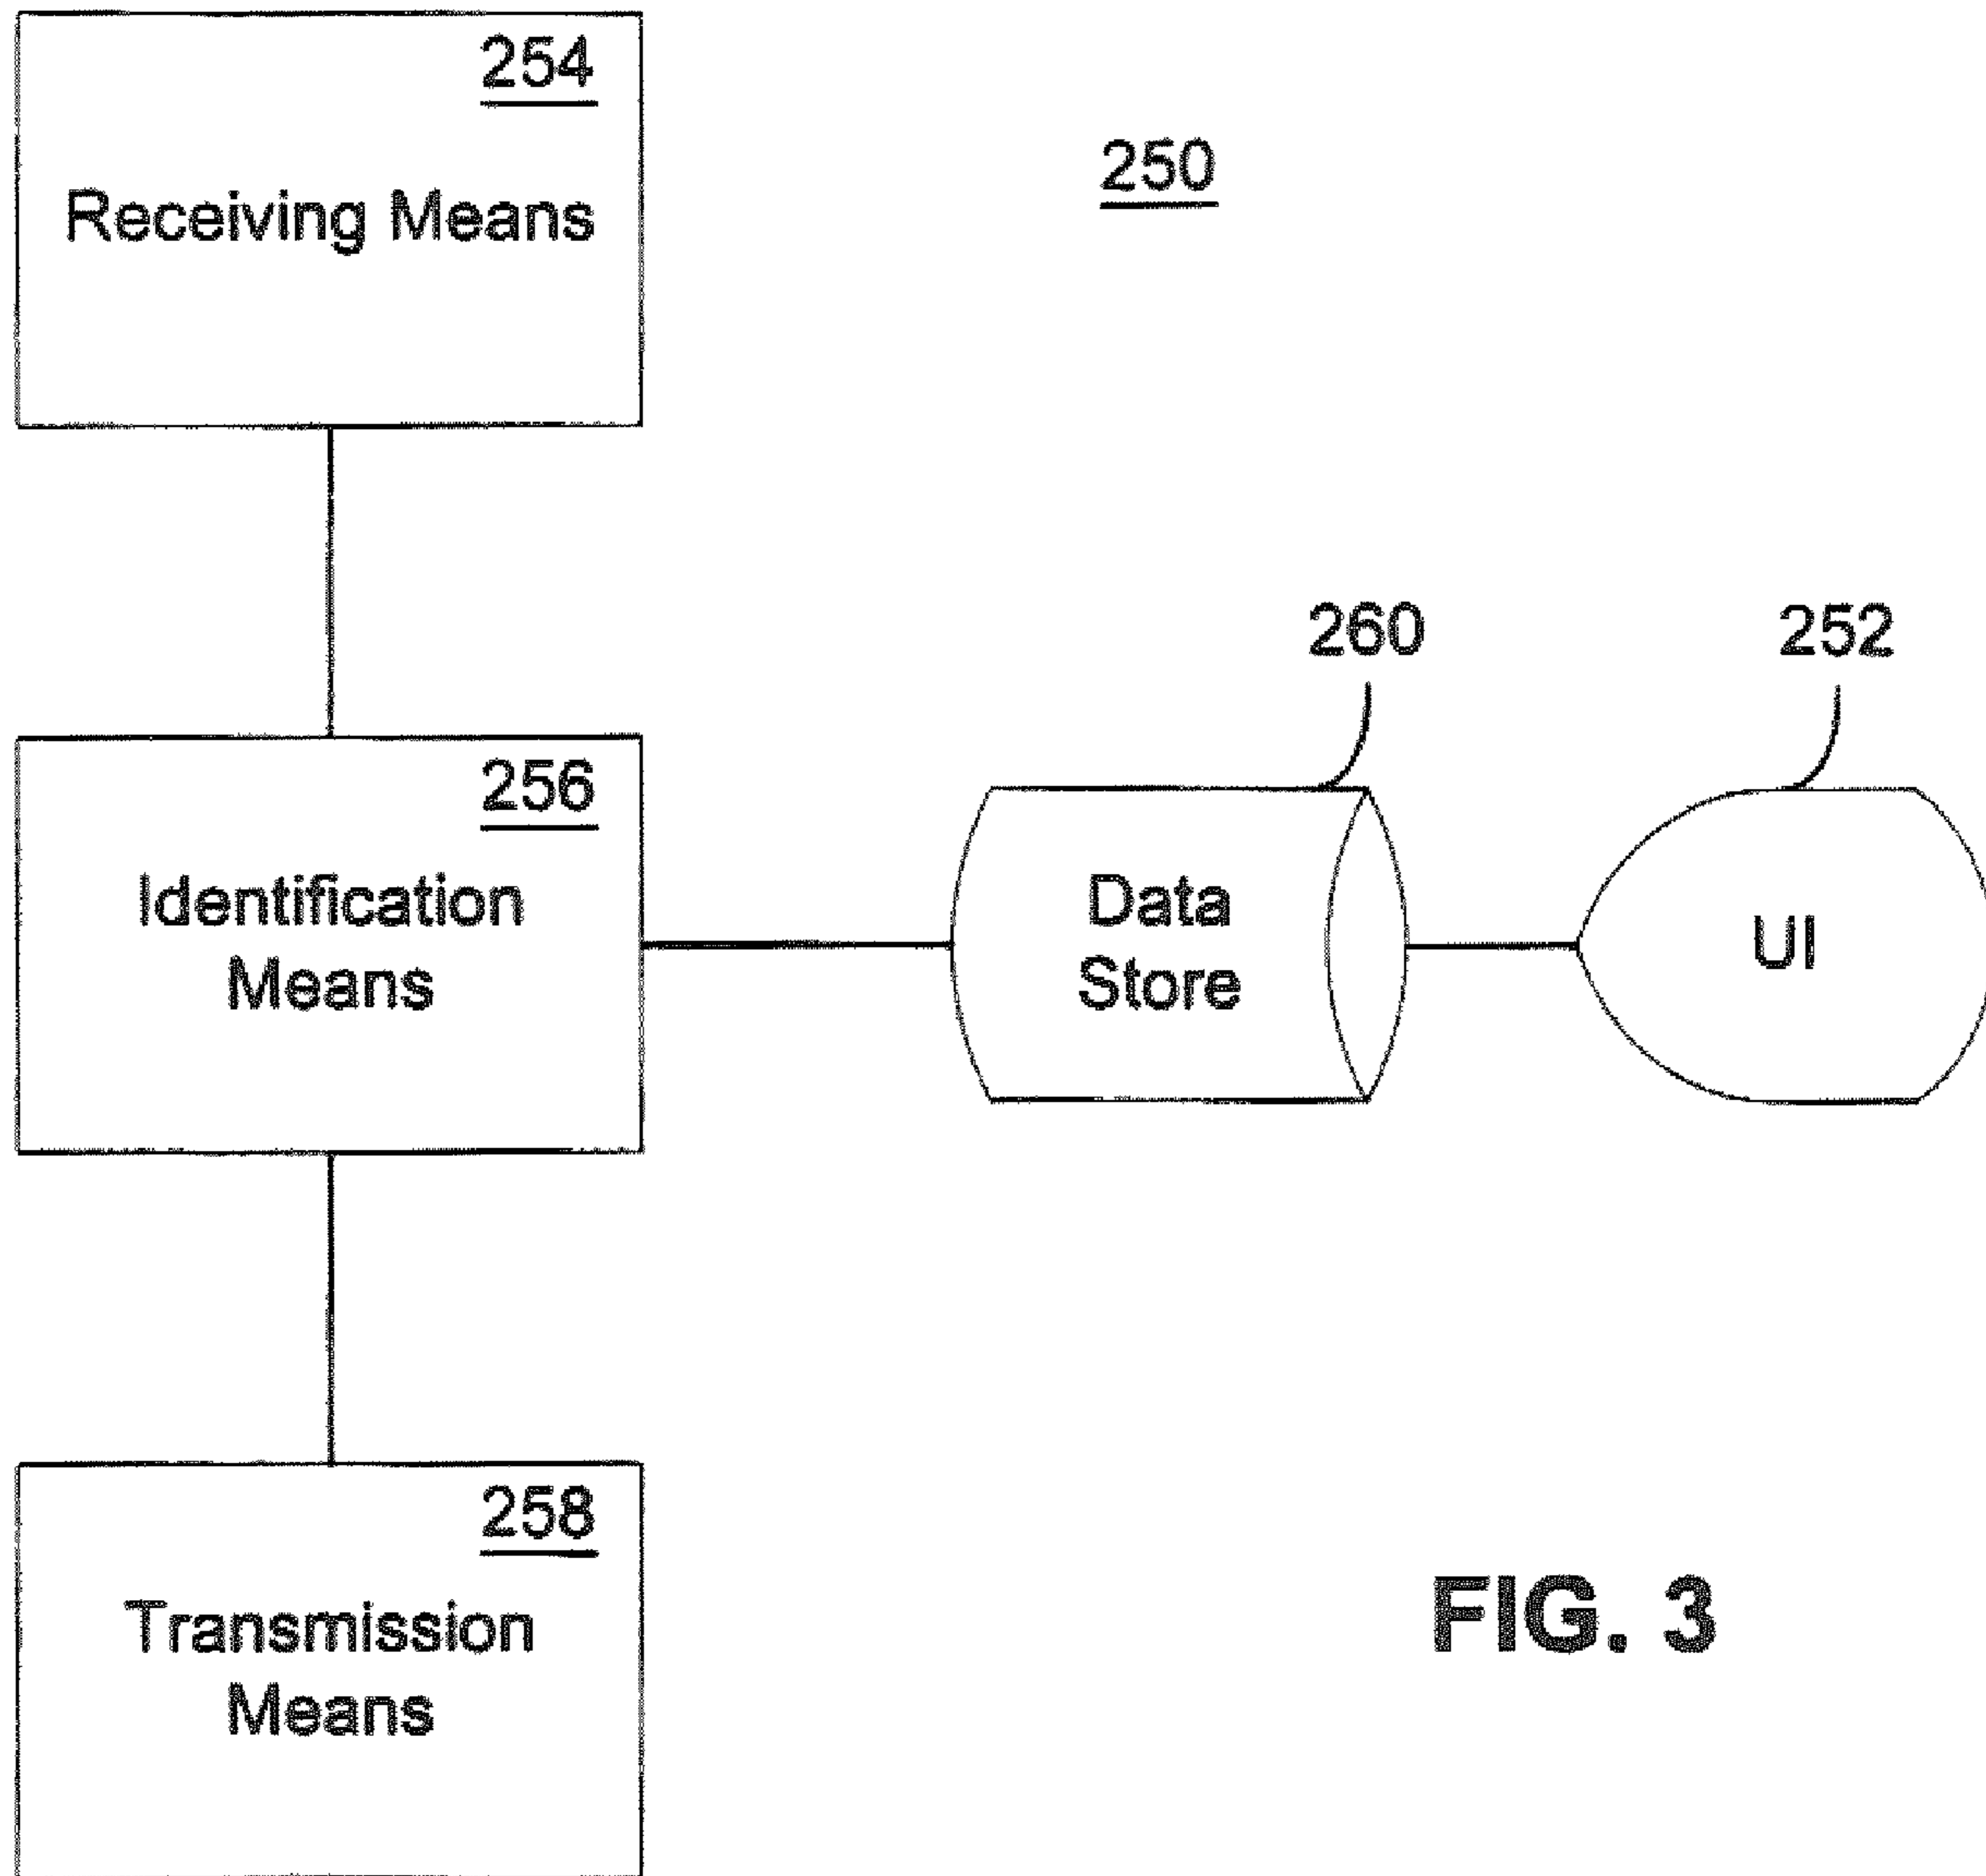 254
Receiving Means
250
260
252
256
Identification
Means
Data
Store
UI
258
Transmission
Means
FIG. 3